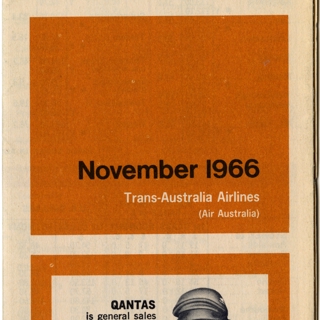 November 1966
Trans-Australia Airlines
(Air Australia)
QANTAS
is general sales